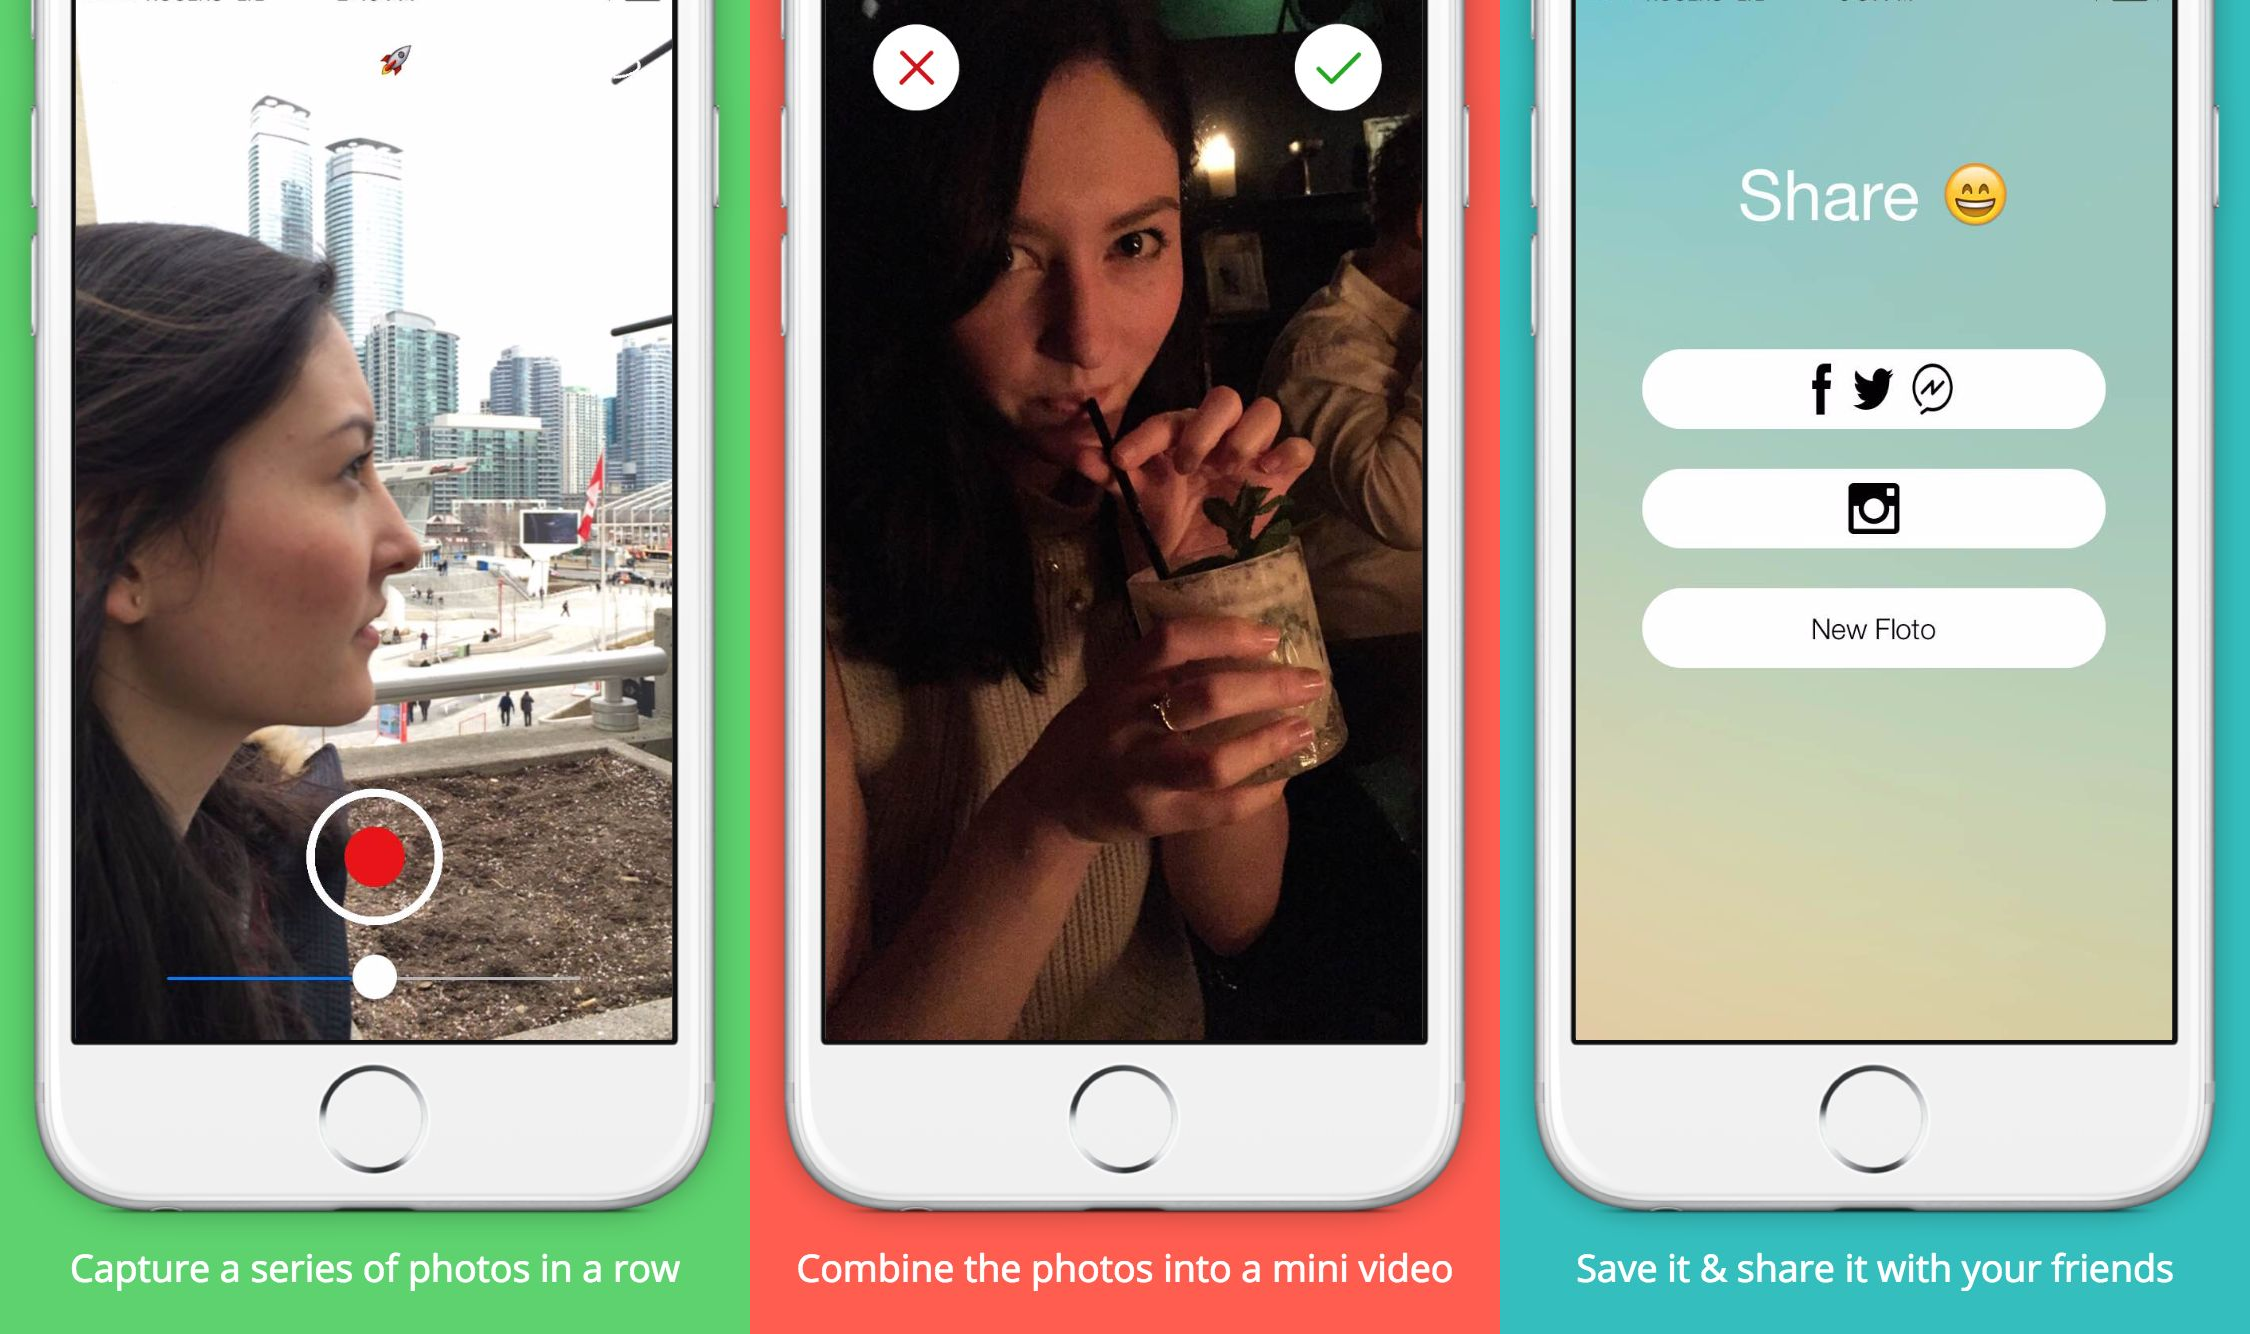 Share 😄
New Floto
Capture a series of photos in a row
Combine the photos into a mini video
Save it & share it with your friends